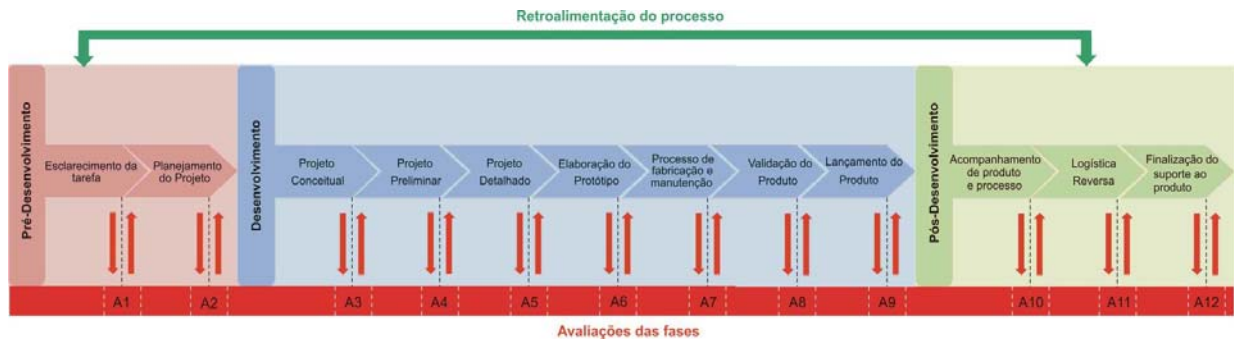 Retroalimentação do processo
Pré-Desenvolvimento
Esclarecimento da
tarefa
Planejamento
do Projeto
Desenvolvimento
Projeto
Conceitual
Projeto
Preliminar
Projeto
Detalhado
Elaboração do
Protótipo
Processo de
fabricação e
manutenção
Validação do
Produto
Lançamento do
Produto
Pós-Desenvolvimento
Acompanhamento
de produto
e processo
Logística
Reversa
Finalização do
suporte ao
produto
A1
A2
A3
A4
A5
A6
A7
A8
A9
A10
A11
A12
Avaliações das fases